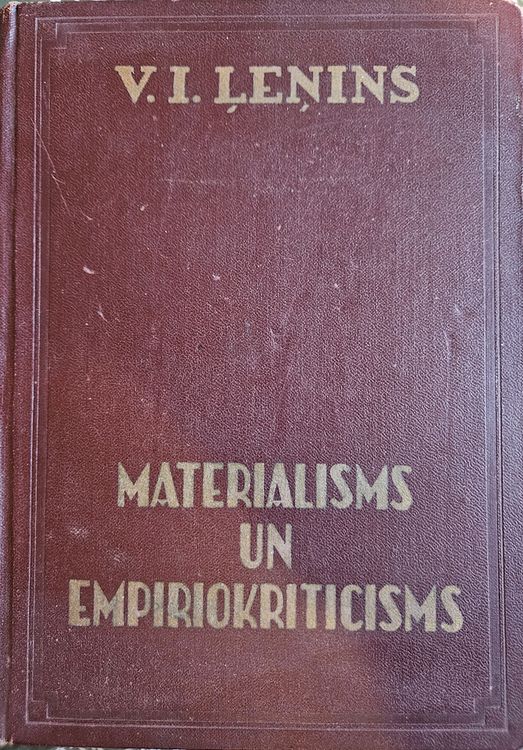 V. I. ĻEŅINS
MATERIALISMS
UN
EMPIRIOKRITICISMS